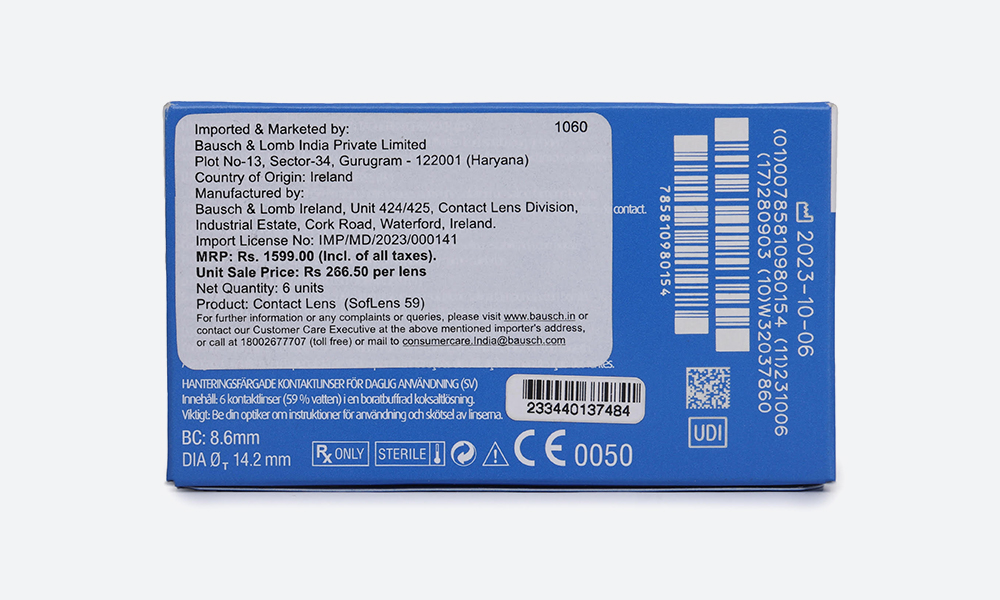 Imported & Marketed by: 1060
Bausch & Lomb India Private Limited
Plot No-13, Sector-34, Gurugram - 122001 (Haryana)
Country of Origin: Ireland
Manufactured by:
Bausch & Lomb Ireland, Unit 424/425, Contact Lens Division,
Industrial Estate, Cork Road, Waterford, Ireland.
Import License No: IMP/MD/2023/000141
MRP: Rs. 1599.00 (Incl. of all taxes).
Unit Sale Price: Rs 266.50 per lens
Net Quantity: 6 units
Product: Contact Lens (SofLens 59)
For further information or any complaints or queries, please visit www.bausch.in or
contact our Customer Care Executive at the above mentioned importer's address,
or call at 18002677707 (toll free) or mail to consumercare.India@bausch.com
contact.
HANTERINGSFÄRGADE KONTAKTLINSER FÖR DAGLIG ANVÄNDNING (SV)
Innehåll: 6 kontaktlinser (59 % vatten) i en boratbuffrad koksaltlösning.
Viktigt: Be din optiker om instruktioner för användning och skötsel av linserna.
233440137484
BC: 8.6mm
DIA ØT 14.2 mm
Rx ONLY
STERILE
CE 0050
785810980154
UDI
2023-10-06
(01)00785810980154 (11)231006
(17)280903 (10)W32037860